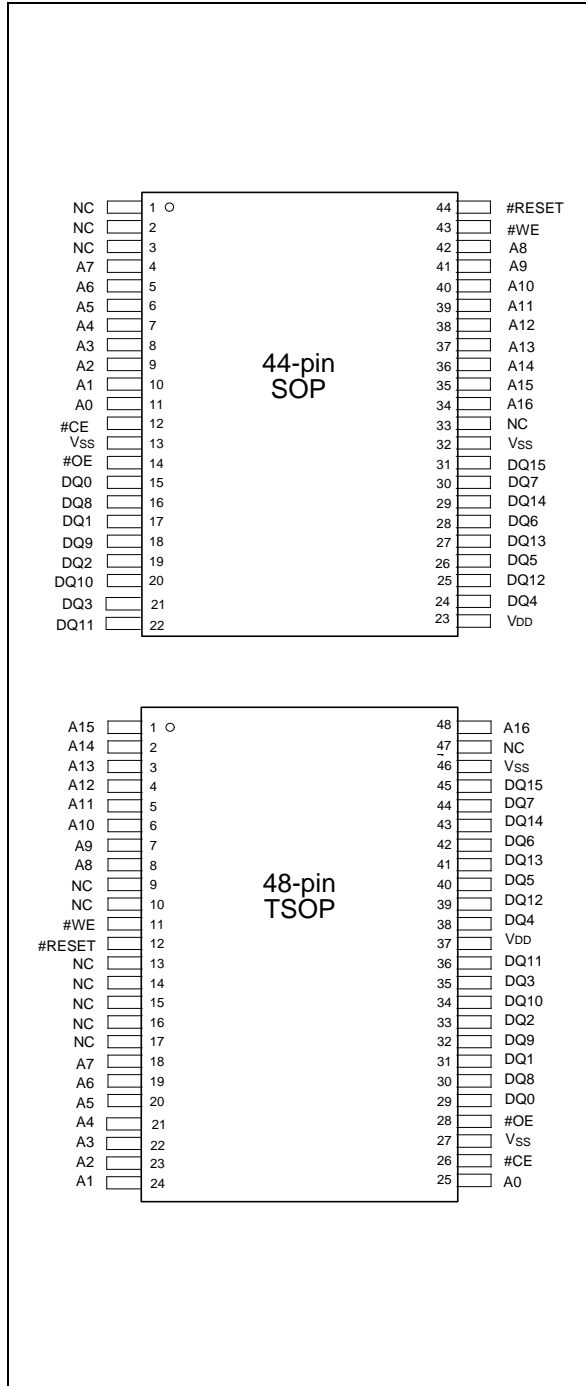 NC 1 44 #RESET
NC 2 43 #WE
NC 3 42 A8
A7 4 41 A9
A6 5 40 A10
A5 6 39 A11
A4 7 38 A12
A3 8 37 A13
A2 9 36 A14
A1 10 35 A15
A0 11 34 A16
#CE 12 33 NC
VSS 13 32 VSS
#OE 14 31 DQ15
DQ0 15 30 DQ7
DQ8 16 29 DQ14
DQ1 17 28 DQ6
DQ9 18 27 DQ13
DQ2 19 26 DQ5
DQ10 20 25 DQ12
DQ3 21 24 DQ4
DQ11 22 23 VDD
44-pin
SOP
A15 1 48 A16
A14 2 47 NC
A13 3 46 VSS
A12 4 45 DQ15
A11 5 44 DQ7
A10 6 43 DQ14
A9 7 42 DQ6
A8 8 41 DQ13
NC 9 40 DQ5
NC 10 39 DQ12
#WE 11 38 DQ4
#RESET 12 37 VDD
NC 13 36 DQ11
NC 14 35 DQ3
NC 15 34 DQ10
NC 16 33 DQ2
NC 17 32 DQ9
A7 18 31 DQ1
A6 19 30 DQ8
A5 20 29 DQ0
A4 21 28 #OE
A3 22 27 VSS
A2 23 26 #CE
A1 24 25 A0
48-pin
TSOP